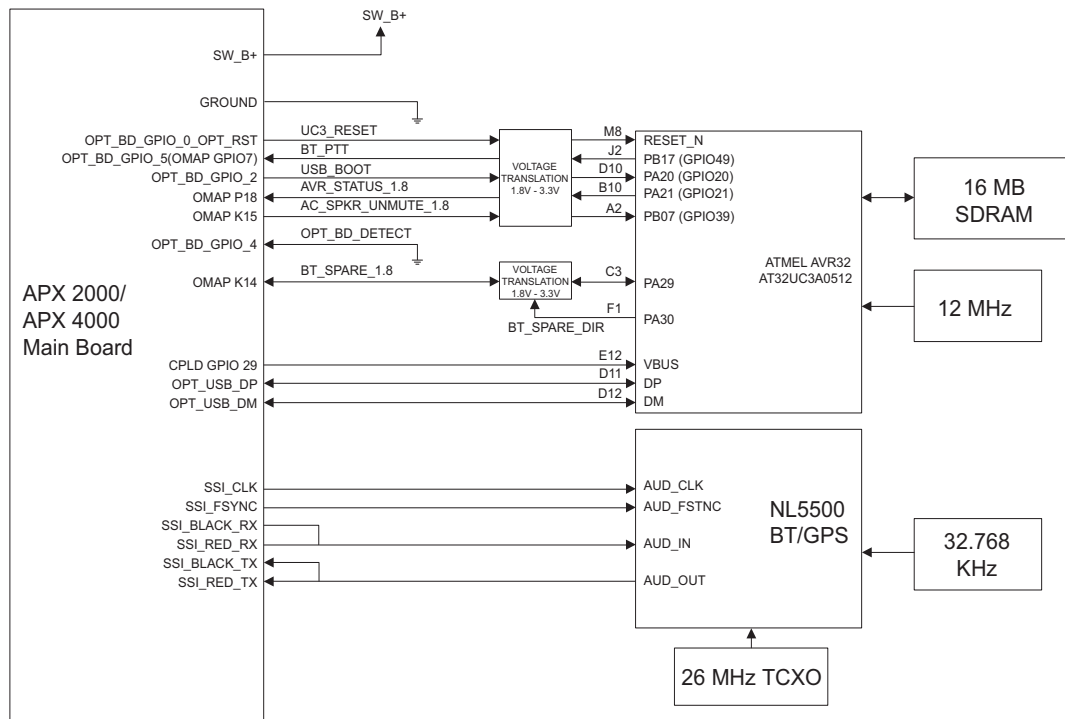 SW_B+
SW_B+
GROUND
OPT_BD_GPIO_0_OPT_RST
UC3_RESET
M8
RESET_N
OPT_BD_GPIO_5(OMAP GPIO7)
BT_PTT
J2
PB17 (GPIO49)
OPT_BD_GPIO_2
USB_BOOT
D10
PA20 (GPIO20)
OMAP P18
AVR_STATUS_1.8
B10
PA21 (GPIO21)
OMAP K15
AC_SPKR_UNMUTE_1.8
A2
PB07 (GPIO39)
VOLTAGE
TRANSLATION
1.8V - 3.3V
16 MB
SDRAM
OPT_BD_GPIO_4
OPT_BD_DETECT
ATMEL AVR32
AT32UC3A0512
OMAP K14
BT_SPARE_1.8
VOLTAGE
TRANSLATION
1.8V - 3.3V
C3
PA29
F1
PA30
BT_SPARE_DIR
12 MHz
APX 2000/
APX 4000
Main Board
CPLD GPIO 29
E12
VBUS
OPT_USB_DP
D11
DP
OPT_USB_DM
D12
DM
SSI_CLK
AUD_CLK
SSI_FSYNC
AUD_FSTNC
SSI_BLACK_RX
SSI_RED_RX
AUD_IN
SSI_BLACK_TX
SSI_RED_TX
AUD_OUT
NL5500
BT/GPS
32.768
KHz
26 MHz TCXO